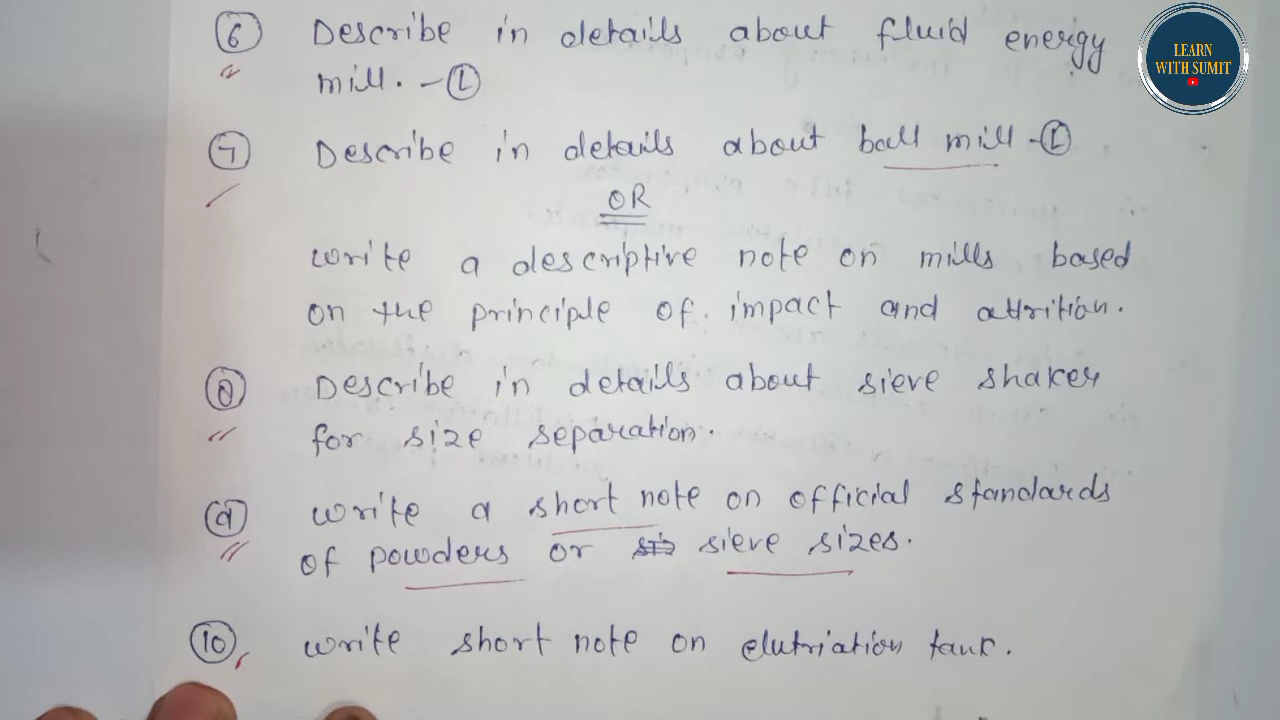 6 Describe in details about fluid energy
mill. - L
7 Describe in details about ball mill - L
OR
write a descriptive note on mills based
on the principle of impact and attrition.
8 Describe in details about sieve shaker
for size separation.
9 write a short note on official standards
of powders or sieve sizes.
10 write short note on elutriation tank.
LEARN
WITH SUMIT